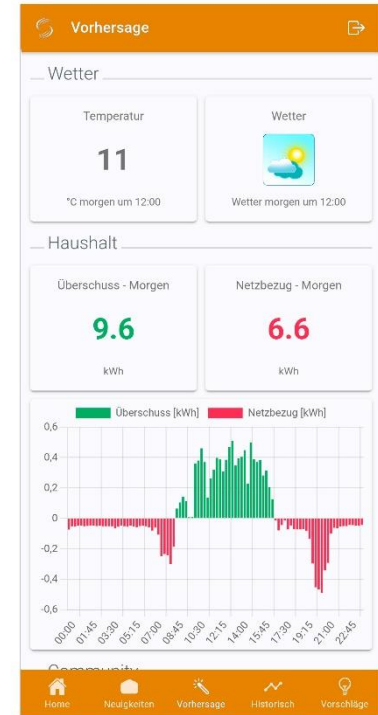 Vorhersage
Wetter
Temperatur
Wetter
11
°C morgen um 12:00
Wetter morgen um 12:00
Haushalt
Überschuss - Morgen
Netzbezug - Morgen
9.6
6.6
kWh
kWh
Überschuss [kWh]
Netzbezug [kWh]
0,6
0,4
0,2
0
-0,2
-0,4
-0,6
00:00
01:45
03:30
05:15
07:00
08:45
10:30
12:15
14:00
15:45
17:30
19:15
21:00
22:45
Community
Home
Neuigkeiten
Vorhersage
Historisch
Vorschläge